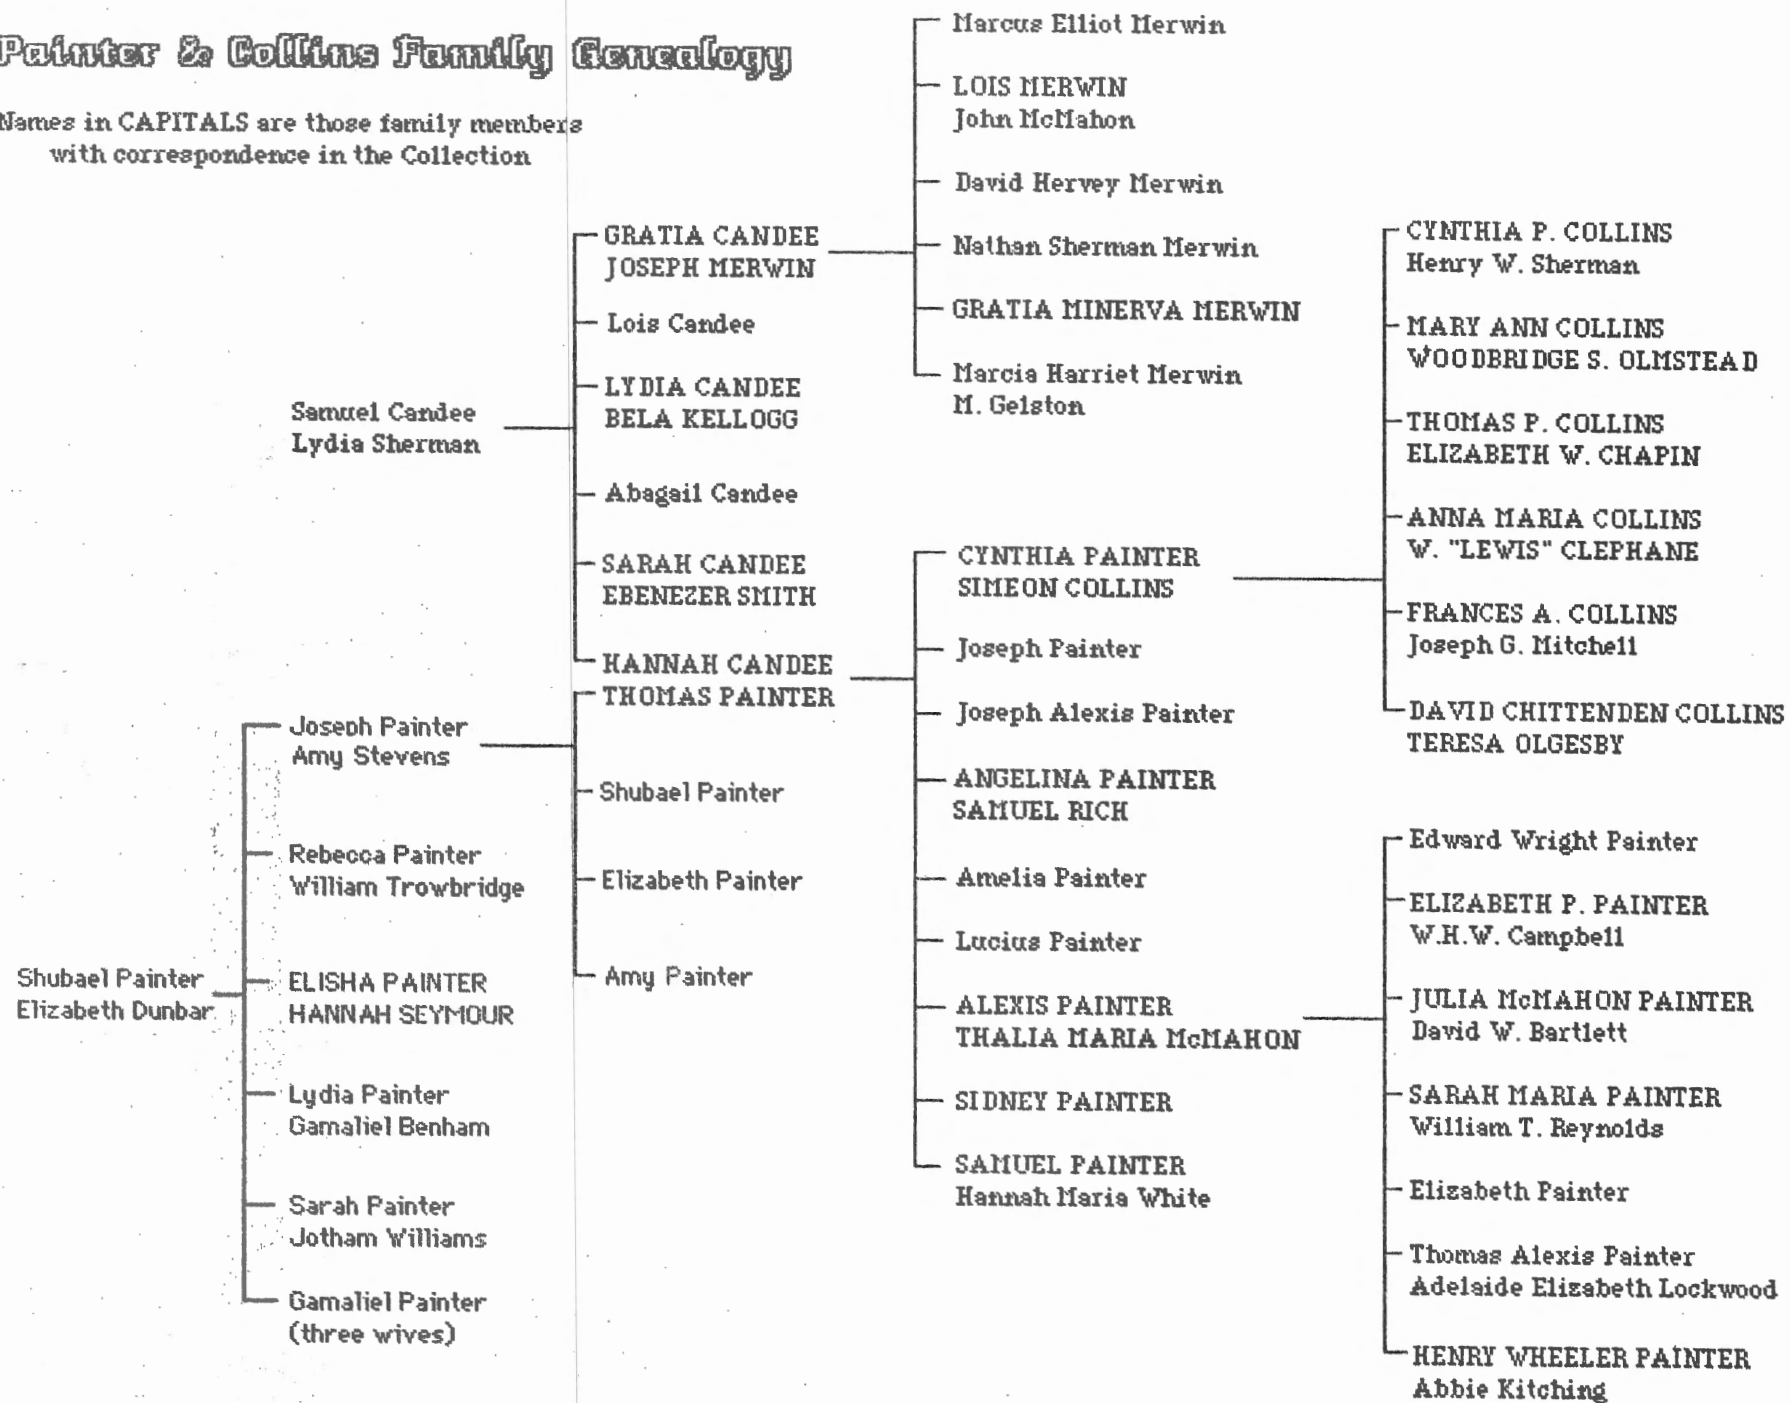 Painter & Collins Family Genealogy
Names in CAPITALS are those family members
with correspondence in the Collection
Shubael Painter
Elizabeth Dunbar
Samuel Candee
Lydia Sherman
Joseph Painter
Amy Stevens
Rebecca Painter
William Trowbridge
ELISHA PAINTER
HANNAH SEYMOUR
Lydia Painter
Gamaliel Benham
Sarah Painter
Jotham Williams
Gamaliel Painter
(three wives)
GRATIA CANDEE
JOSEPH MERWIN
Lois Candee
LYDIA CANDEE
BELA KELLOGG
Abagail Candee
SARAH CANDEE
EBENEZER SMITH
HANNAH CANDEE
THOMAS PAINTER
Shubael Painter
Elizabeth Painter
Amy Painter
Marcus Elliot Merwin
LOIS MERWIN
John McMahon
David Hervey Merwin
Nathan Sherman Merwin
GRATIA MINERVA MERWIN
Marcia Harriet Merwin
M. Gelston
CYNTHIA PAINTER
SIMEON COLLINS
Joseph Painter
Joseph Alexis Painter
ANGELINA PAINTER
SAMUEL RICH
Amelia Painter
Lucius Painter
ALEXIS PAINTER
THALIA MARIA McMAHON
SIDNEY PAINTER
SAMUEL PAINTER
Hannah Maria White
CYNTHIA P. COLLINS
Henry W. Sherman
MARY ANN COLLINS
WOODBRIDGE S. OLMSTEAD
THOMAS P. COLLINS
ELIZABETH W. CHAPIN
ANNA MARIA COLLINS
W. "LEWIS" CLEPHANE
FRANCES A. COLLINS
Joseph G. Mitchell
DAVID CHITTENDEN COLLINS
TERESA OLGESBY
Edward Wright Painter
ELIZABETH P. PAINTER
W.H.W. Campbell
JULIA McMAHON PAINTER
David W. Bartlett
SARAH MARIA PAINTER
William T. Reynolds
Elizabeth Painter
Thomas Alexis Painter
Adelaide Elizabeth Lockwood
HENRY WHEELER PAINTER
Abbie Kitching